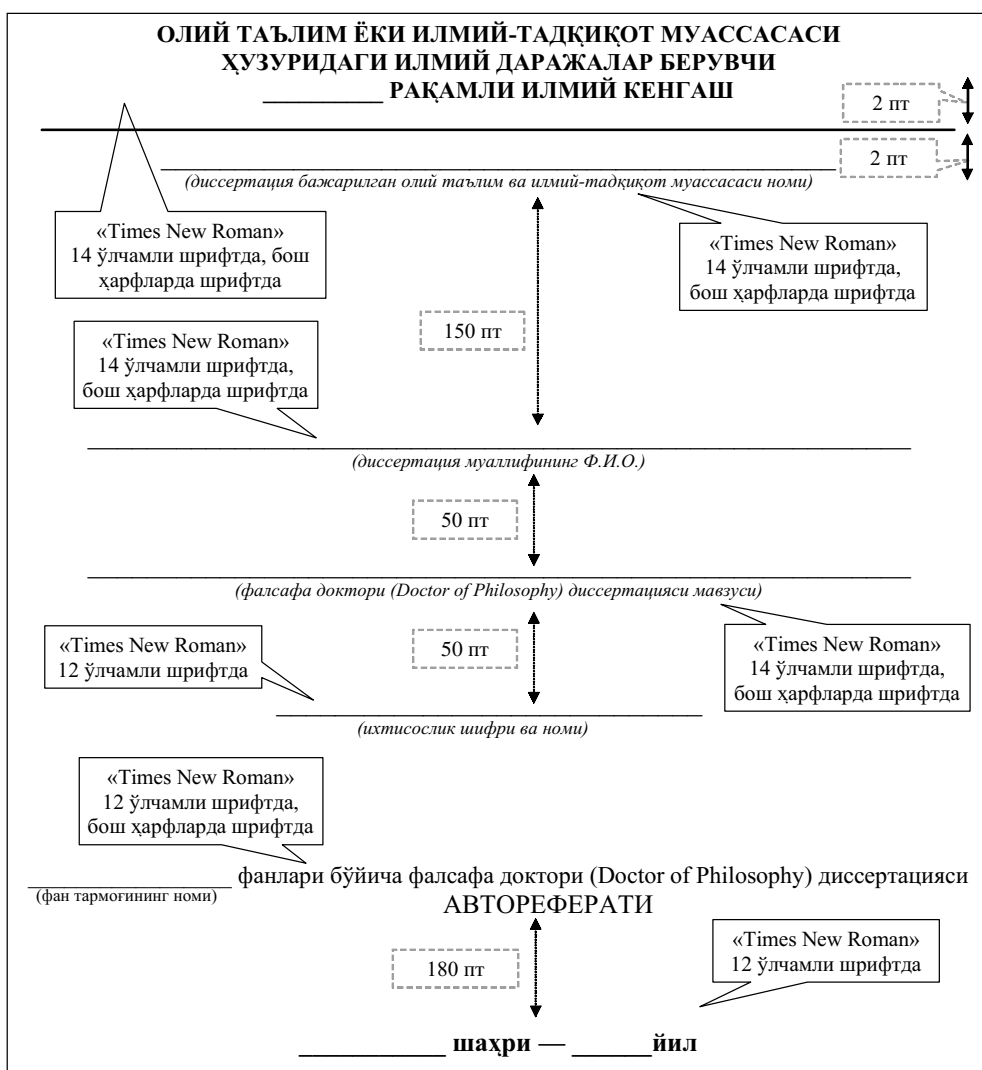 ОЛИЙ ТАЪЛИМ ЁКИ ИЛМИЙ-ТАДҚИҚОТ МУАССАСАСИ
ҲУЗУРИДАГИ ИЛМИЙ ДАРАЖАЛАР БЕРУВЧИ
__________ РАҚАМЛИ ИЛМИЙ КЕНГАШ
2 пт
2 пт
(диссертация бажарилган олий таълим ва илмий-тадқиқот муассасаси номи)
«Times New Roman»
14 ўлчамли шрифтда, бош
ҳарфларда шрифтда
«Times New Roman»
14 ўлчамли шрифтда,
бош ҳарфларда шрифтда
150 пт
«Times New Roman»
14 ўлчамли шрифтда,
бош ҳарфларда шрифтда
(диссертация муаллифининг Ф.И.О.)
50 пт
(фалсафа доктори (Doctor of Philosophy) диссертацияси мавзуси)
«Times New Roman»
12 ўлчамли шрифтда
50 пт
«Times New Roman»
14 ўлчамли шрифтда,
бош ҳарфларда шрифтда
(ихтисослик шифри ва номи)
«Times New Roman»
12 ўлчамли шрифтда,
бош ҳарфларда шрифтда
______________ фанлари бўйича фалсафа доктори (Doctor of Philosophy) диссертацияси
(фан тармоғининг номи)
АВТОРЕФЕРАТИ
180 пт
«Times New Roman»
12 ўлчамли шрифтда
___________ шаҳри — ______йил